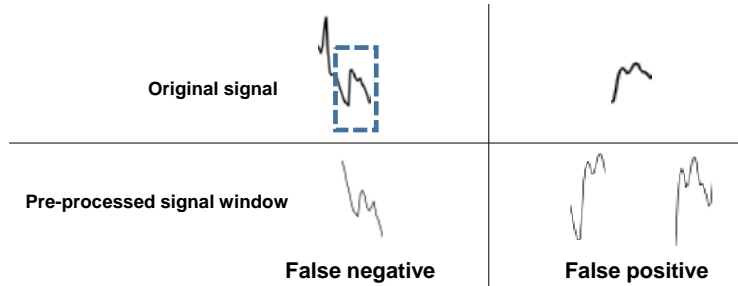 Original signal
Pre-processed signal window
False negative
False positive